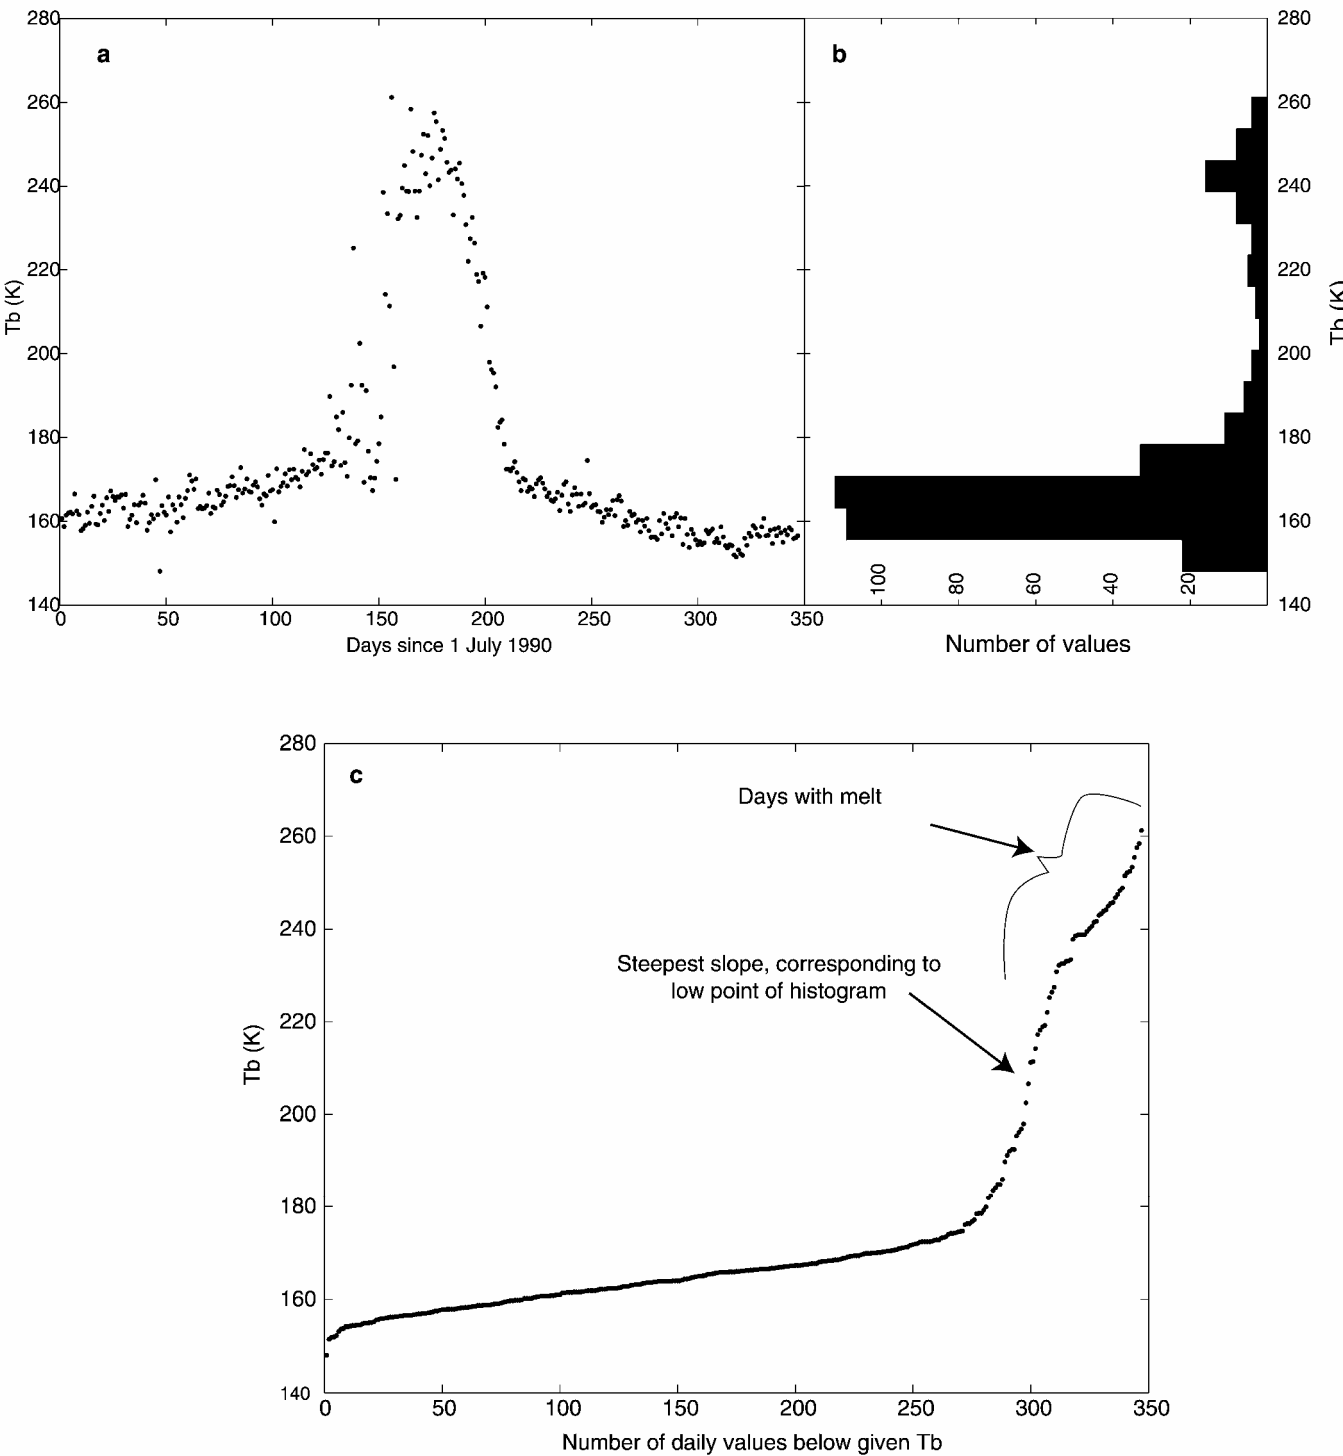 a
280
260
240
220
200
180
160
140
Tb (K)
0 50 100 150 200 250 300 350
Days since 1 July 1990
b
280
260
240
220
200
180
160
140
Tb (K)
100 80 60 40 20
Number of values
c
280
260
240
220
200
180
160
140
Tb (K)
Days with melt
Steepest slope, corresponding to
low point of histogram
0 50 100 150 200 250 300 350
Number of daily values below given Tb